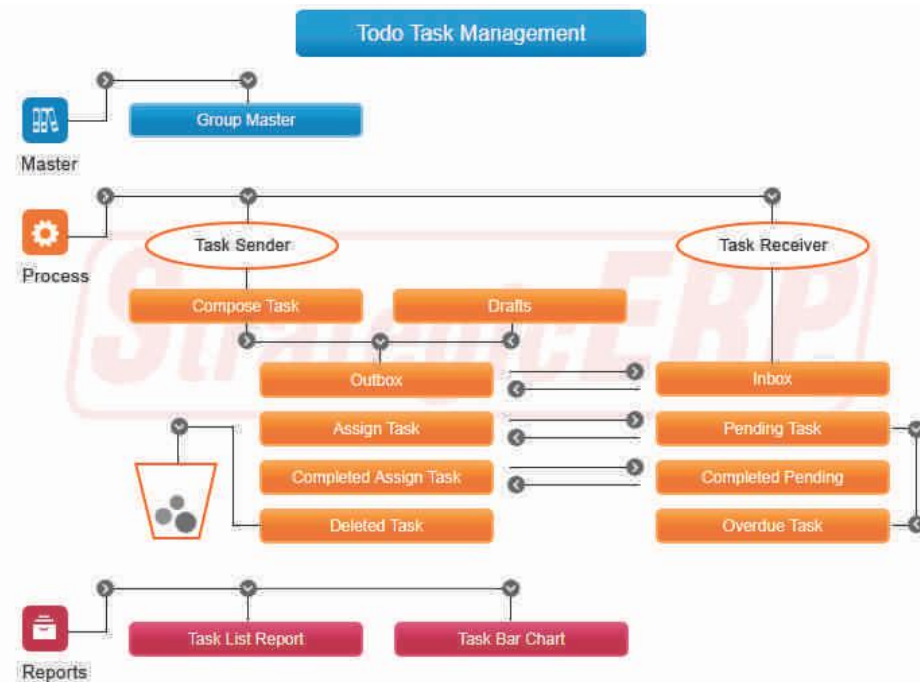 Todo Task Management
Group Master
Master
Task Sender
Task Receiver
Process
StrategicERP
Compose Task
Drafts
Outbox
Inbox
Assign Task
Pending Task
Completed Assign Task
Completed Pending
Deleted Task
Overdue Task
Task List Report
Task Bar Chart
Reports